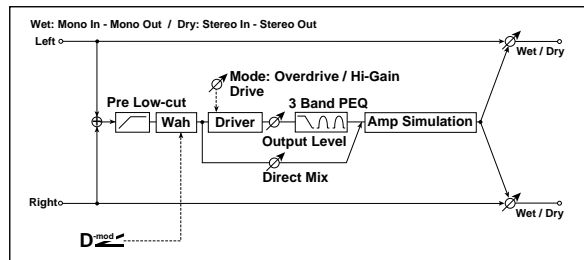 Wet: Mono In - Mono Out / Dry: Stereo In - Stereo Out
Left
Wet / Dry
Mode: Overdrive / Hi-Gain
Drive
Pre Low-cut
3 Band PEQ
Wah
Driver
Amp Simulation
Output Level
Direct Mix
Right
Wet / Dry
D-mod